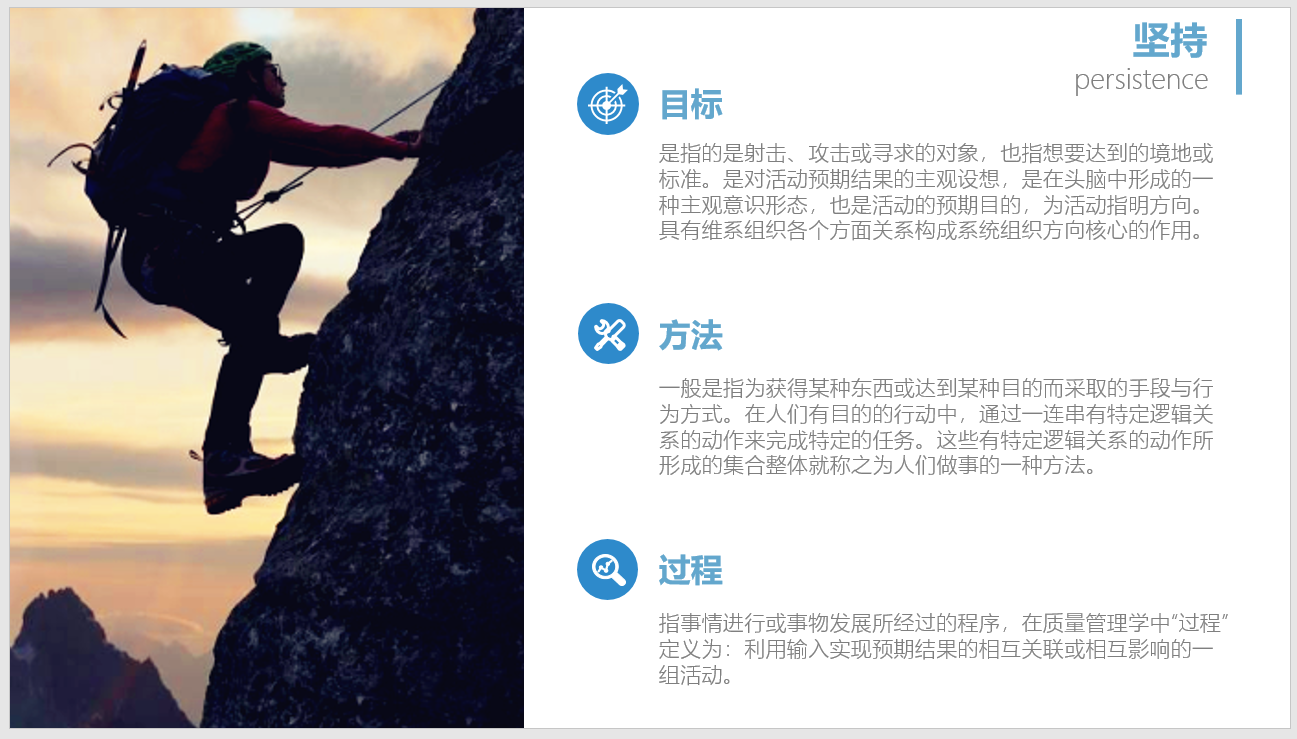 坚持
persistence
目标
是指的是射击、攻击或寻求的对象，也指想要达到的境地或
标准。是对活动预期结果的主观设想，是在头脑中形成的一
种主观意识形态，也是活动的预期目的，为活动指明方向。
具有维系组织各个方面关系构成系统组织方向核心的作用。
方法
一般是指为获得某种东西或达到某种目的而采取的手段与行
为方式。在人们有目的的行动中，通过一连串有特定逻辑关
系的动作来完成特定的任务。这些有特定逻辑关系的动作所
形成的集合整体就称之为人们做事的一种方法。
过程
指事情进行或事物发展所经过的程序，在质量管理学中“过程”
定义为：利用输入实现预期结果的相互关联或相互影响的一
组活动。